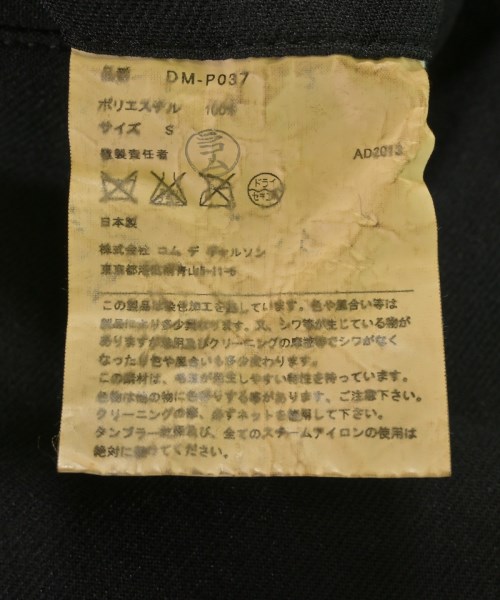 品番 DM-P037
ポリエステル 100%
サイズ S
縫製責任者 コム AD2013
ドライ セキユ系
日本製
株式会社 コム デ ギャルソン
東京都港区南青山5-11-5
この製品は染色加工を施しています。色や風合い等は
製品により多少異なります。又、シワ等が生じている物が
ありますが着用及びクリーニングの摩擦等でシワがなく
なったり色や風合いも多少変わります。
この素材は、毛玉が発生しやすい特性を持っています。
色物は他の物に色移りする等があります、ご注意下さい。
クリーニングの際、必ずネットを使用して下さい。
タンブラー乾燥及び、全てのスチームアイロンの使用は
絶対に避けてください。